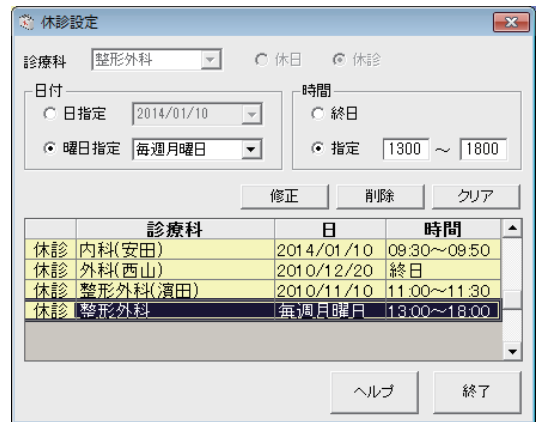 休診設定
診療科 整形外科 休日 休診
日付 時間
日指定 2014/01/10 終日
曜日指定 毎週月曜日 指定 1300 ～ 1800
修正 削除 クリア
診療科 日 時間
休診 内科(安田) 2014/01/10 09:30～09:50
休診 外科(西山) 2010/12/20 終日
休診 整形外科(濱田) 2010/11/10 11:00～11:30
休診 整形外科 毎週月曜日 13:00～18:00
ヘルプ 終了